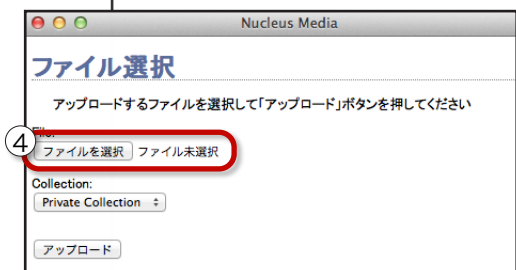 Nucleus Media
ファイル選択
アップロードするファイルを選択して「アップロード」ボタンを押してください
File:
④
ファイルを選択 ファイル未選択
Collection:
Private Collection
アップロード